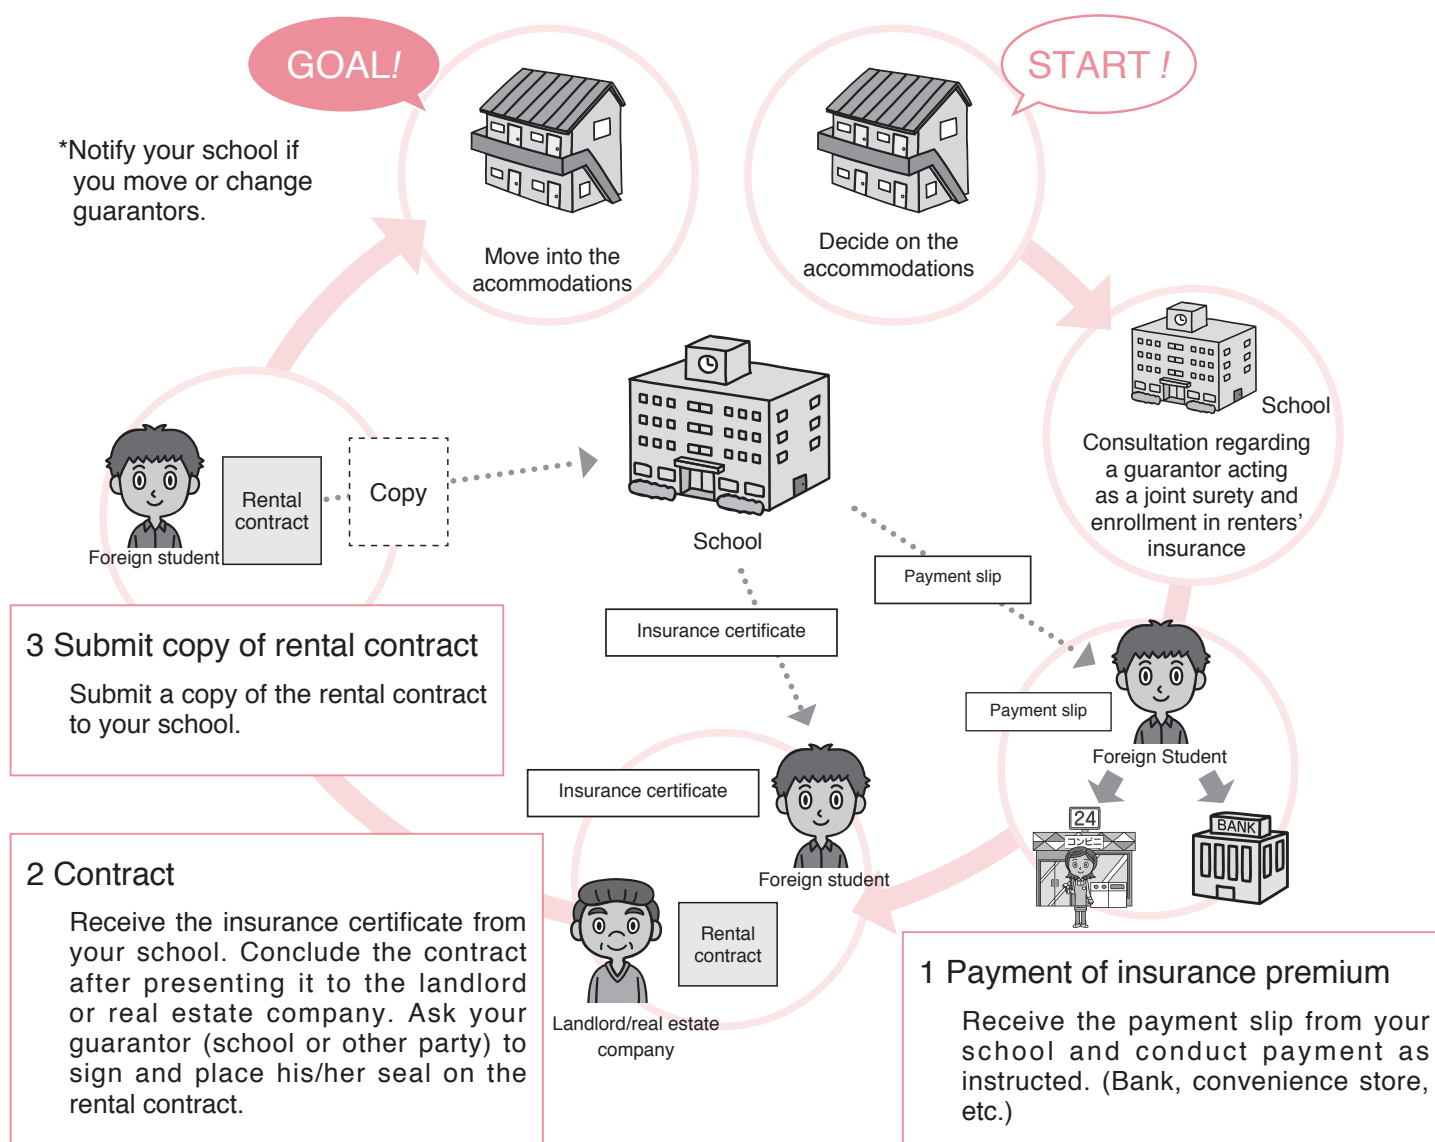 GOAL!
START !
*Notify your school if
you move or change
guarantors.
Move into the
acommodations
Decide on the
accommodations
School
Consultation regarding
a guarantor acting
as a joint surety and
enrollment in renters’
insurance
Foreign student
Rental
contract
Copy
School
Payment slip
Insurance certificate
3 Submit copy of rental contract
Submit a copy of the rental contract
to your school.
Payment slip
Foreign Student
24
コンビニ
BANK
Insurance certificate
Foreign student
Rental
contract
Landlord/real estate
company
2 Contract
Receive the insurance certificate from
your school. Conclude the contract
after presenting it to the landlord
or real estate company. Ask your
guarantor (school or other party) to
sign and place his/her seal on the
rental contract.
1 Payment of insurance premium
Receive the payment slip from your
school and conduct payment as
instructed. (Bank, convenience store,
etc.)